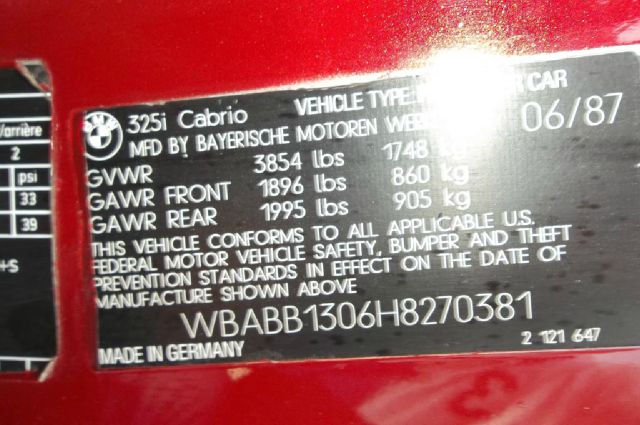 /arrière
2
psi
33
39
+S
BMW
325i Cabrio VEHICLE TYPE CAR
MFD BY BAYERISCHE MOTOREN 06/87
GVWR 3854 lbs 1748 kg
GAWR FRONT 1896 lbs 860 kg
GAWR REAR 1995 lbs 905 kg
THIS VEHICLE CONFORMS TO ALL APPLICABLE U.S.
FEDERAL MOTOR VEHICLE SAFETY, BUMPER AND THEFT
PREVENTION STANDARDS IN EFFECT ON THE DATE OF
MANUFACTURE SHOWN ABOVE
WBABB1306H8270381
MADE IN GERMANY 2 121 647